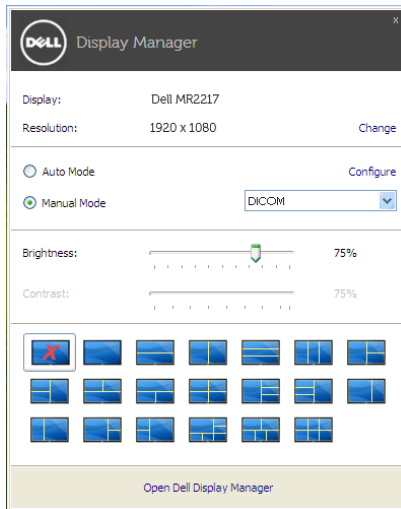 x
DELL Display Manager
Display: Dell MR2217
Resolution: 1920 x 1080 Change
Auto Mode Configure
Manual Mode DICOM
Brightness: 75%
Contrast: 75%
X
Open Dell Display Manager